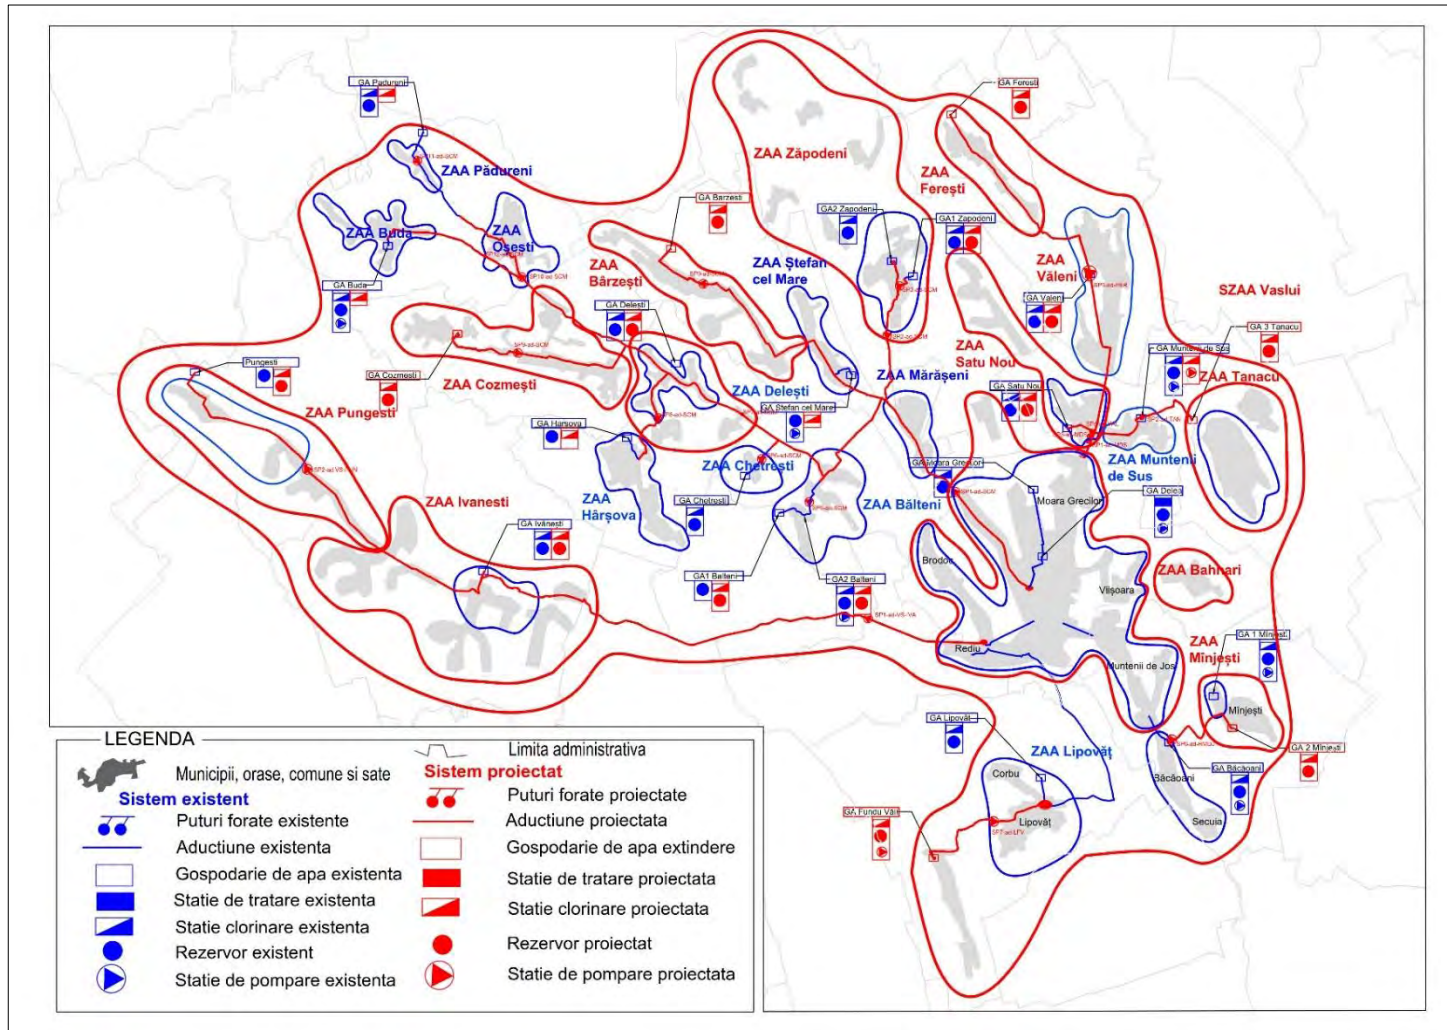 GA Padureni
ZAA Pădureni
ZAA Buda
ZAA
Oșești
GA Buda
ZAA Zăpodeni
GA Feresti
ZAA
Ferești
GA Barzesti
GA2 Zapodeni
GA1 Zapodeni
ZAA
Bârzești
ZAA Ștefan
cel Mare
ZAA
Văleni
GA Valeni
SZAA Vaslui
GA Delești
GA 3 Tanacu
GA Muntenii de Sus
ZAA Tanacu
ZAA
Satu Nou
GA Satu Nou
Pungesti
GA Cozmesti
ZAA Cozmești
ZAA Pungesti
ZAA Delești
ZAA Mărășeni
GA Stefan cel Mare
GA Harsova
ZAA
Hârșova
ZAA Chetrești
GA Chetresti
ZAA Bălteni
GA Moara Grecilor
Moara Grecilor
ZAA Muntenii
de Sus
GA Delea
ZAA Ivanesti
GA Ivănești
GA1 Balteni
GA2 Balteni
Brodoc
Viișoara
ZAA Bahnari
Rediu
Muntenii de Jos
ZAA
Mînjești
GA 1 Mînjești
Mînjești
GA 2 Mînjești
GA Lipovăț
ZAA Lipovăț
Corbu
Lipovăț
GA Fundu Văii
GA Băcăoani
Băcăoani
Secuia
LEGENDA
Municipii, orase, comune si sate
Sistem existent
Puturi forate existente
Aductiune existenta
Gospodarie de apa existenta
Statie de tratare existenta
Statie clorinare existenta
Rezervor existent
Statie de pompare existenta
Limita administrativa
Sistem proiectat
Puturi forate proiectate
Aductiune proiectata
Gospodarie de apa extindere
Statie de tratare proiectata
Statie clorinare proiectata
Rezervor proiectat
Statie de pompare proiectata